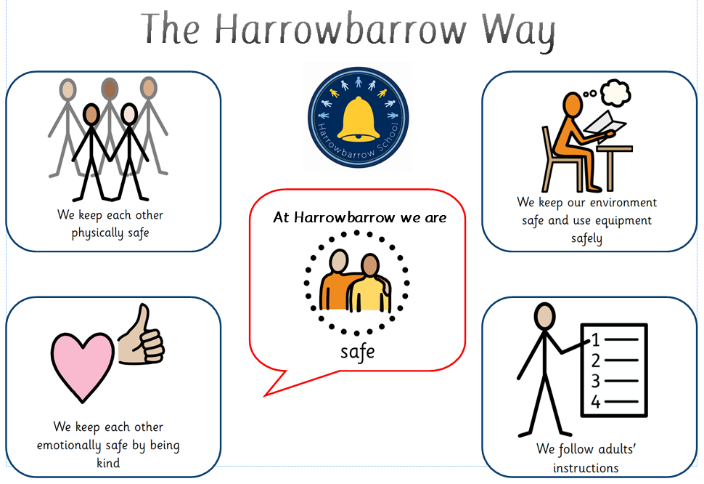 The Harrowbarrow Way
We keep each other
physically safe
Harrowbarrow School
We keep our environment
safe and use equipment
safely
At Harrowbarrow we are
safe
We keep each other
emotionally safe by being
kind
1
2
3
4
We follow adults'
instructions